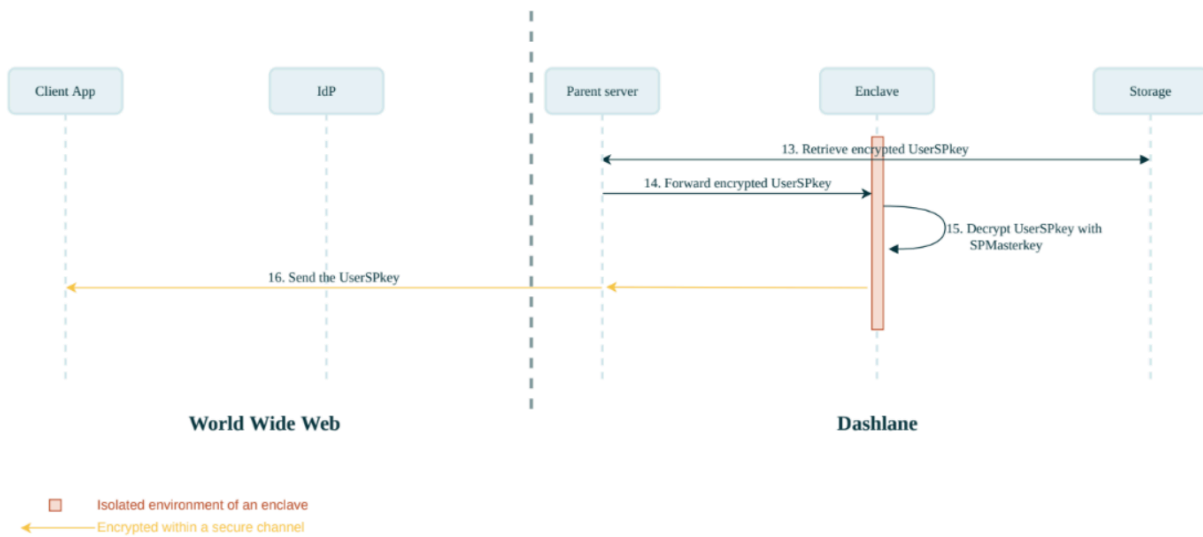 Client App
IdP
Parent server
Enclave
Storage
13. Retrieve encrypted UserSPkey
14. Forward encrypted UserSPkey
15. Decrypt UserSPkey with
SPMasterkey
16. Send the UserSPkey
World Wide Web
Dashlane
Isolated environment of an enclave
Encrypted within a secure channel